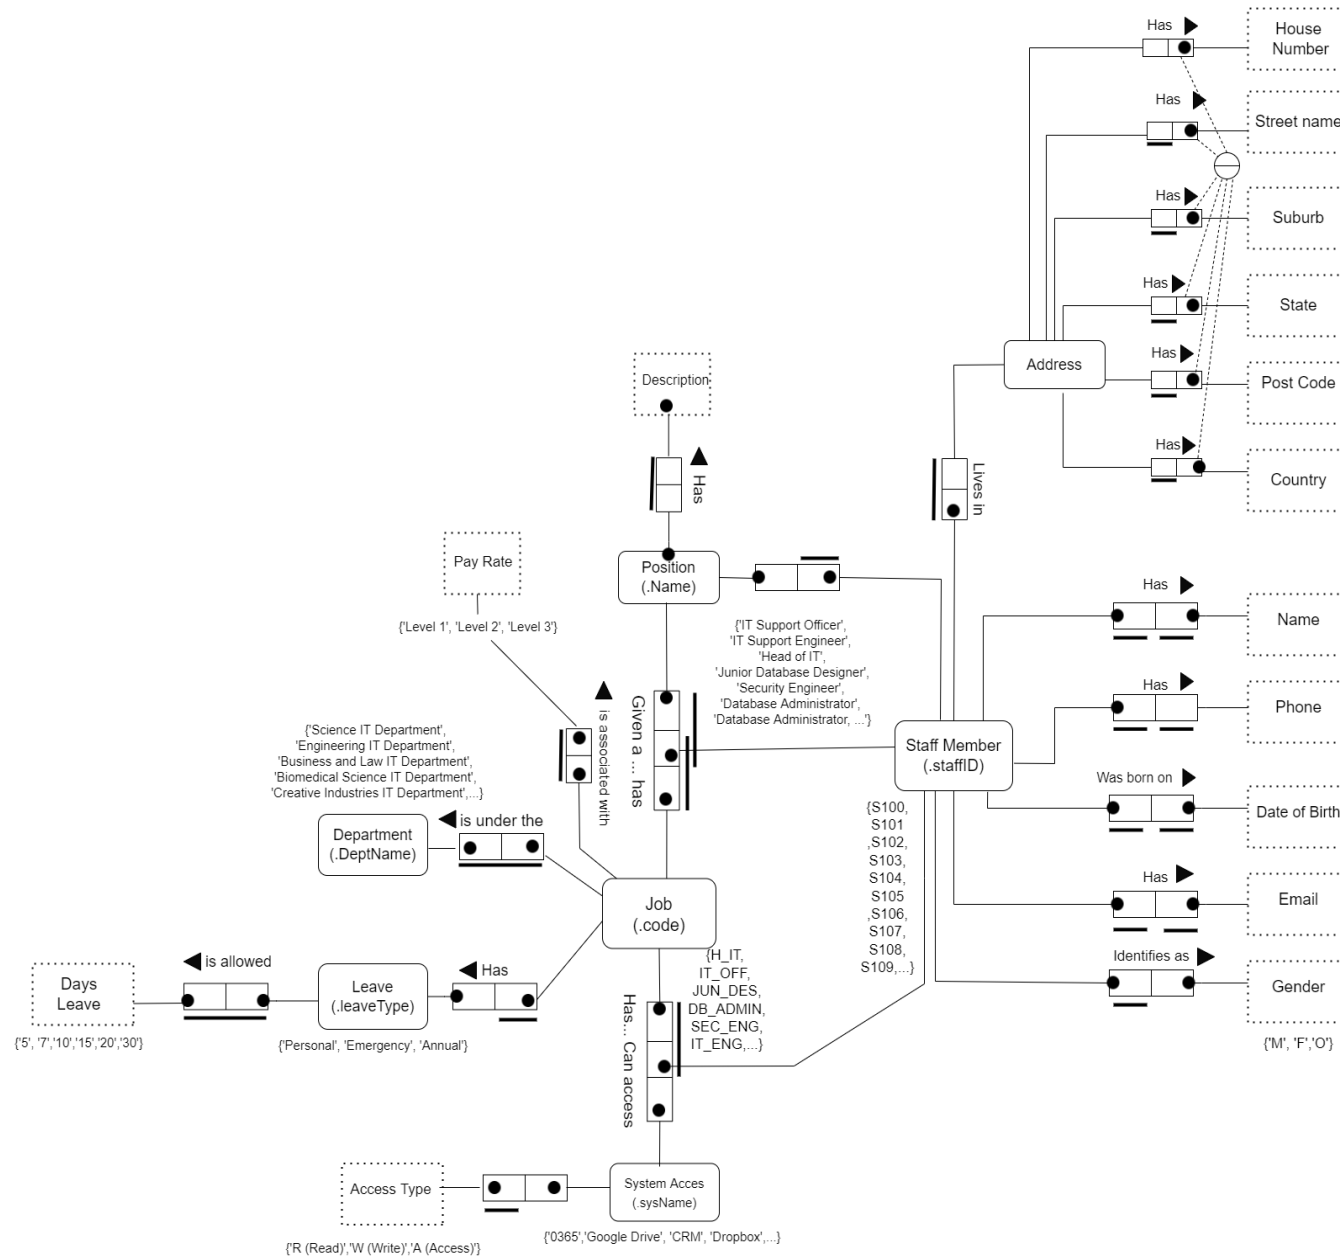 Has
House
Number
Has
Street name
Has
Suburb
Has
State
Address
Has
Post Code
Has
Country
Description
Has
Lives in
Pay Rate
{'Level 1', 'Level 2', 'Level 3'}
Position
(.Name)
{'IT Support Officer',
'IT Support Engineer',
'Head of IT',
'Junior Database Designer',
'Security Engineer',
'Database Administrator',
'Database Administrator, ...'}
Has
Name
Has
Phone
Staff Member
(.staffID)
Given a ... has
is associated with
{'Science IT Department',
'Engineering IT Department',
'Business and Law IT Department',
'Biomedical Science IT Department',
'Creative Industries IT Department',...}
Was born on
Date of Birth
{S100,
S101
,S102,
S103,
S104,
S105
,S106,
S107,
S108,
S109,...}
is under the
Department
(.DeptName)
Job
(.code)
Has
Email
Identifies as
Gender
{'M', 'F','O'}
{H_IT,
IT_OFF,
JUN_DES,
DB_ADMIN,
SEC_ENG,
IT_ENG,...}
is allowed
Has
Days
Leave
Leave
(.leaveType)
{'5', '7','10','15','20','30'}
{'Personal', 'Emergency', 'Annual'}
Has... Can access
Access Type
System Acces
(.sysName)
{'R (Read)','W (Write)','A (Access)'}
{'0365','Google Drive', 'CRM', 'Dropbox',...}